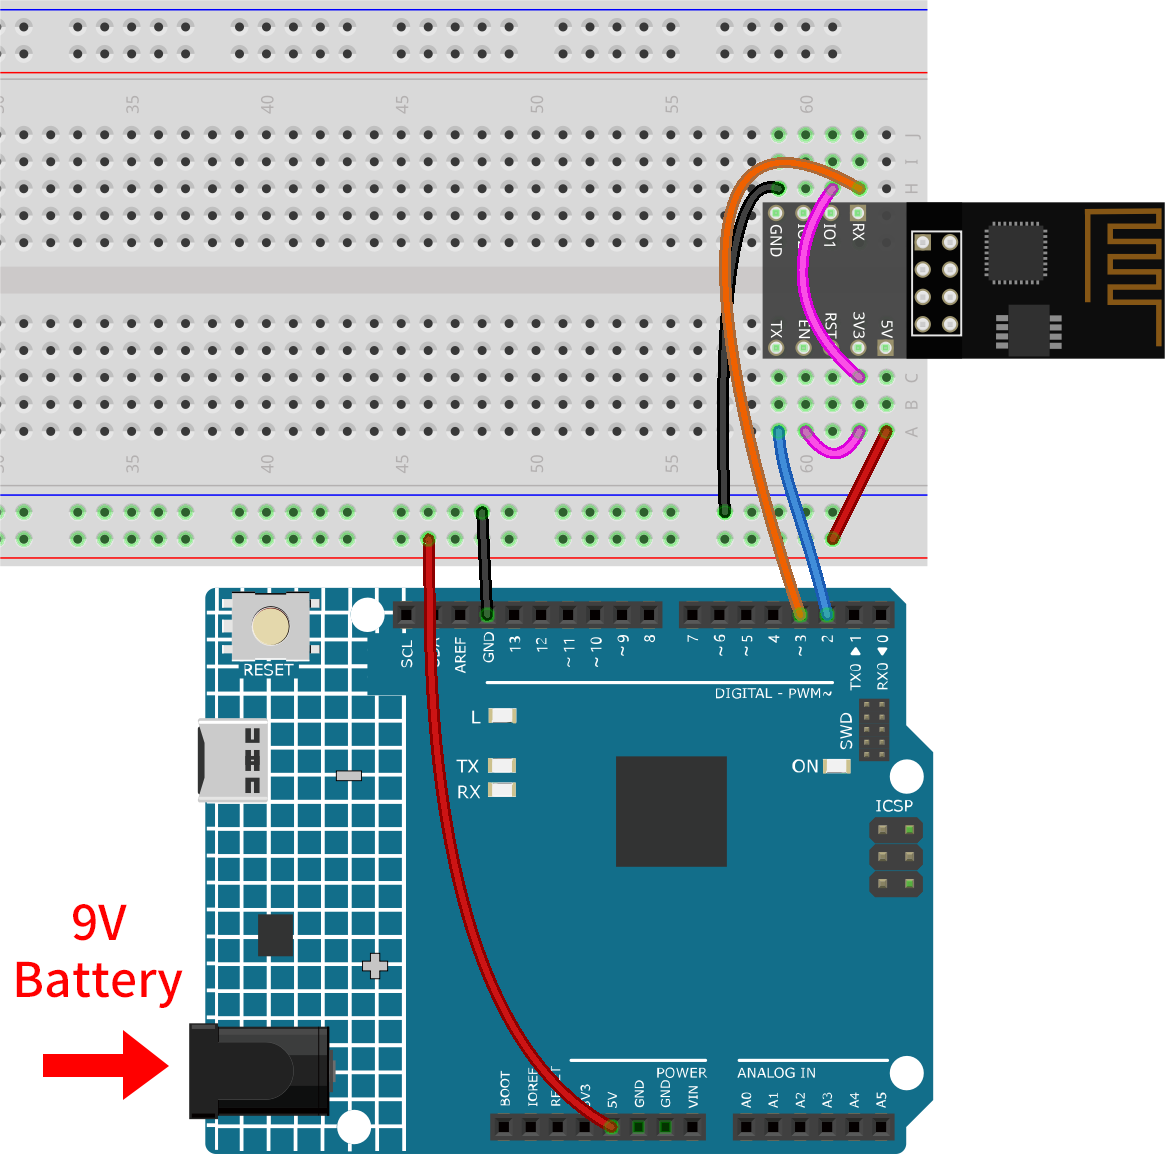 35 40 45 50 55 60
J
I
H
GND IO1 RX
TX EN RST 3V3 5V
C
B
A
35 40 45 50 55 60
RESET
SCL AREF GND 13 12 ~11 ~10 ~9 8
7 ~6 ~5 4 ~3 2 TX0▶1 RX0◀0
DIGITAL - PWM~
L
TX
RX
SWD
ON
ICSP
9V
Battery
POWER
ANALOG IN
BOOT IOREF 5V GND GND VIN
A0 A1 A2 A3 A4 A5